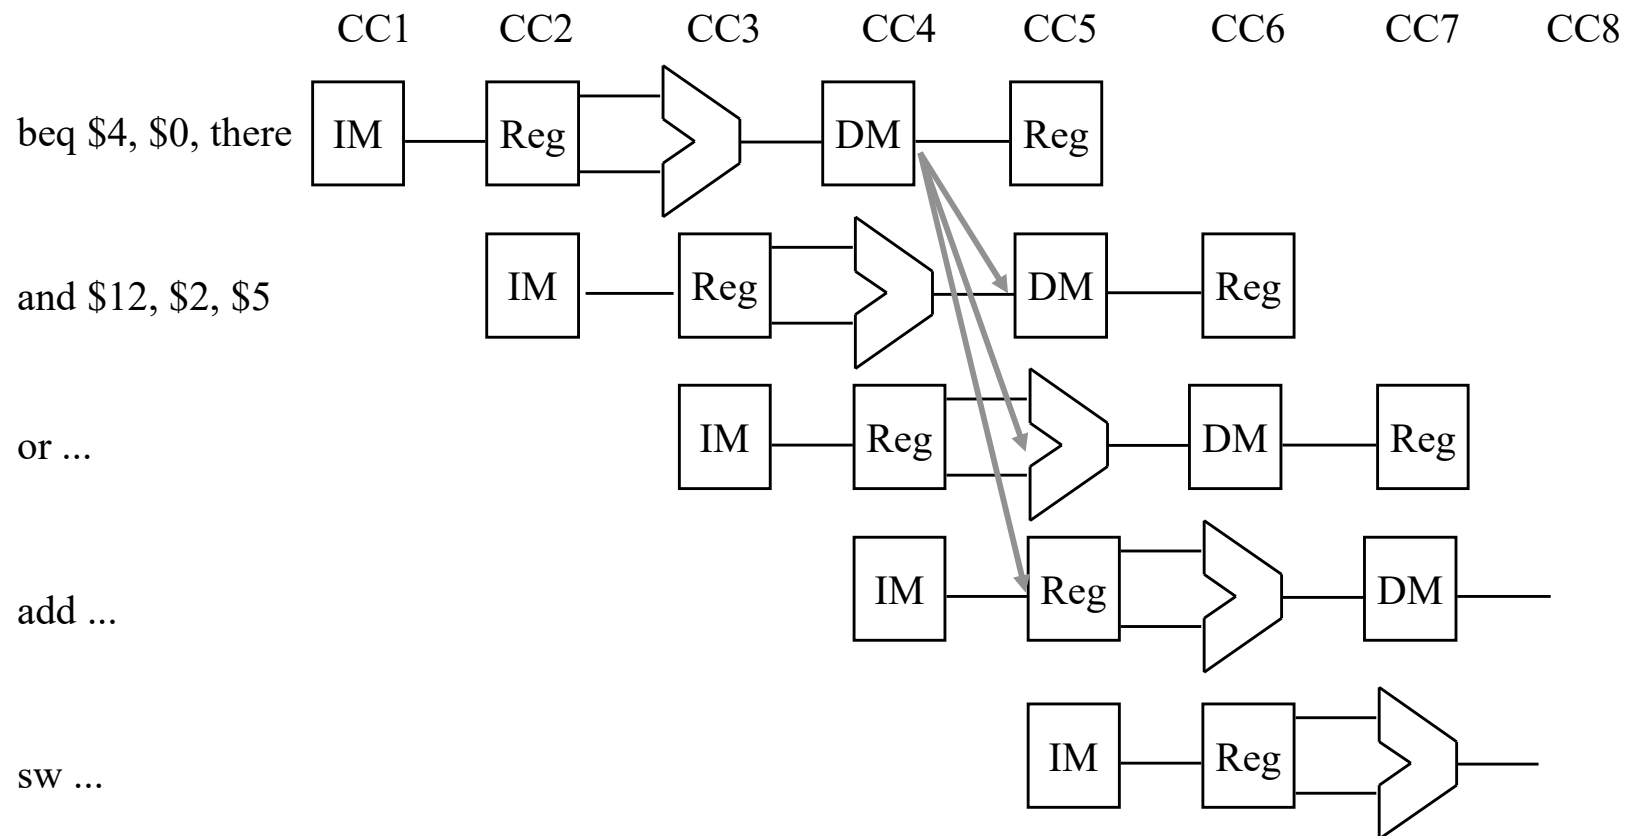 CC1 CC2 CC3 CC4 CC5 CC6 CC7 CC8
beq $4, $0, there IM Reg DM Reg
and $12, $2, $5 IM Reg DM Reg
or ... IM Reg DM Reg
add ... IM Reg DM
sw ... IM Reg